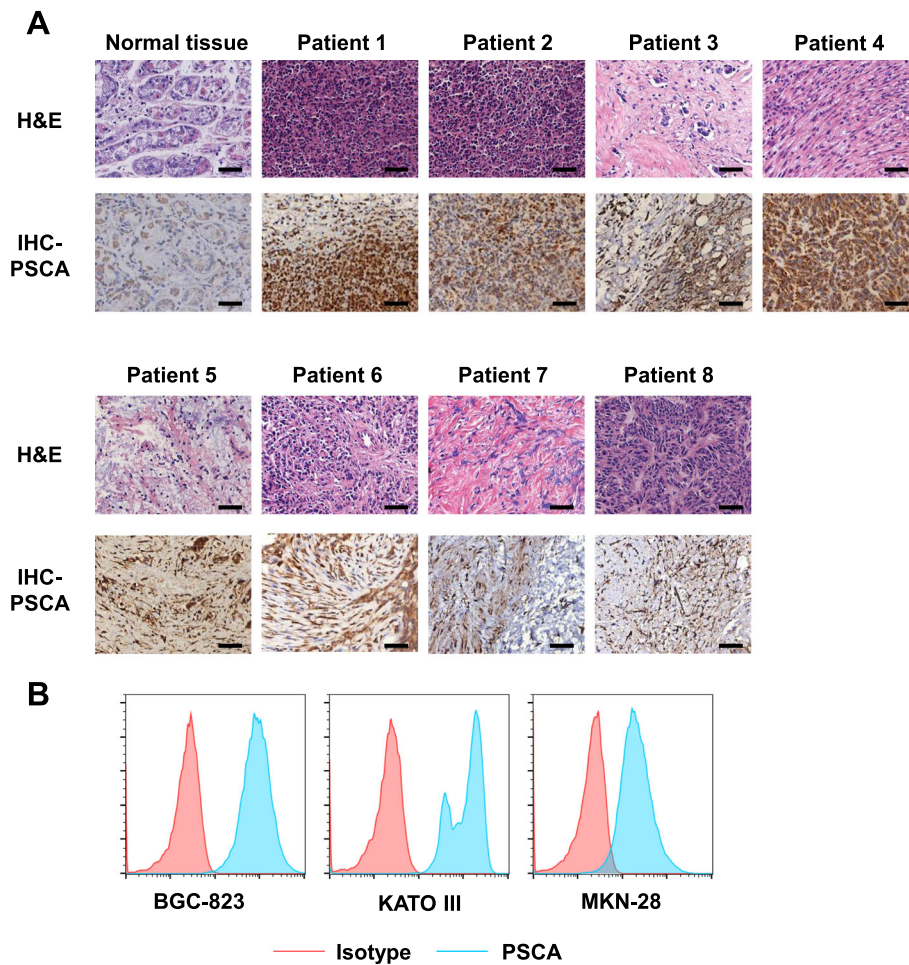 A
Normal tissue Patient 1 Patient 2 Patient 3 Patient 4
H&E
IHC-
PSCA
Patient 5 Patient 6 Patient 7 Patient 8
H&E
IHC-
PSCA
B
BGC-823 KATO III MKN-28
Isotype PSCA